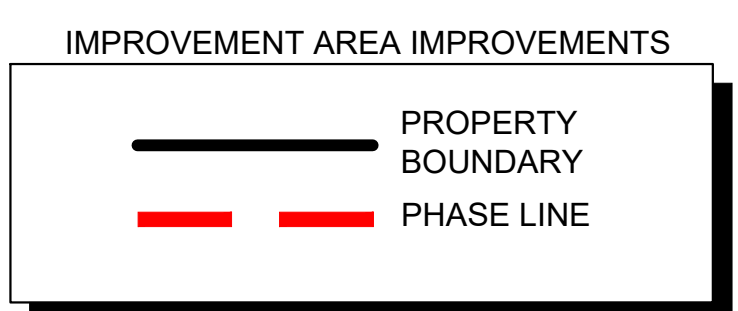 IMPROVEMENT AREA IMPROVEMENTS
PROPERTY
BOUNDARY
PHASE LINE